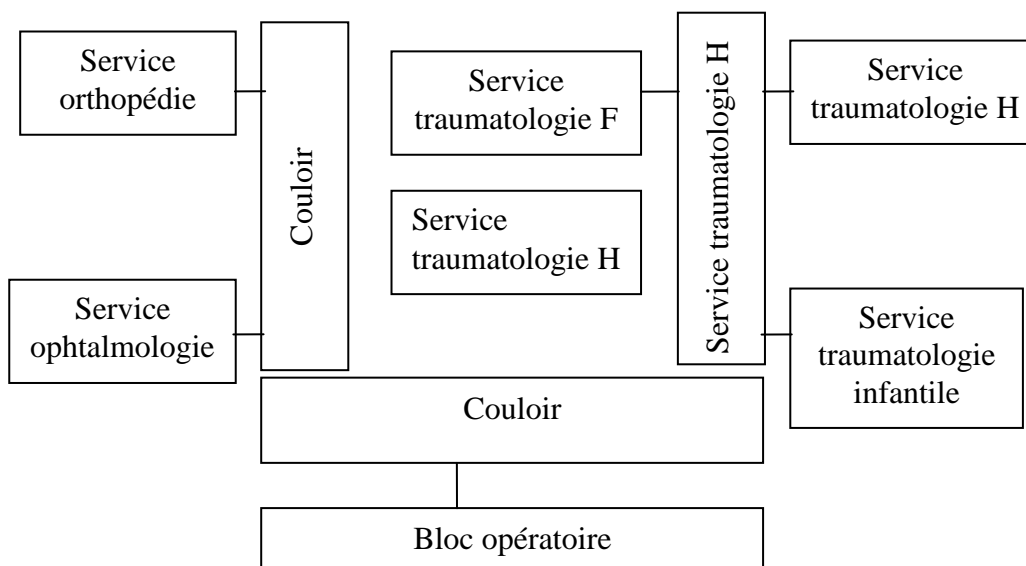 Service
orthopédie
Couloir
Service
traumatologie F
Service traumatologie H
Service
traumatologie H
Service
traumatologie H
Service
ophtalmologie
Service
traumatologie
infantile
Couloir
Bloc opératoire